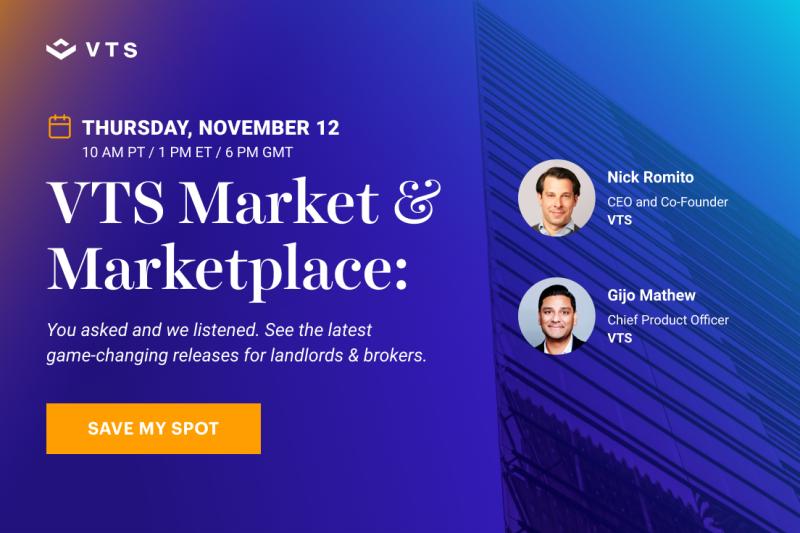 VTS
THURSDAY, NOVEMBER 12
10 AM PT / 1 PM ET / 6 PM GMT
VTS Market &
Marketplace:
You asked and we listened. See the latest
game-changing releases for landlords & brokers.
SAVE MY SPOT
Nick Romito
CEO and Co-Founder
VTS
Gijo Mathew
Chief Product Officer
VTS